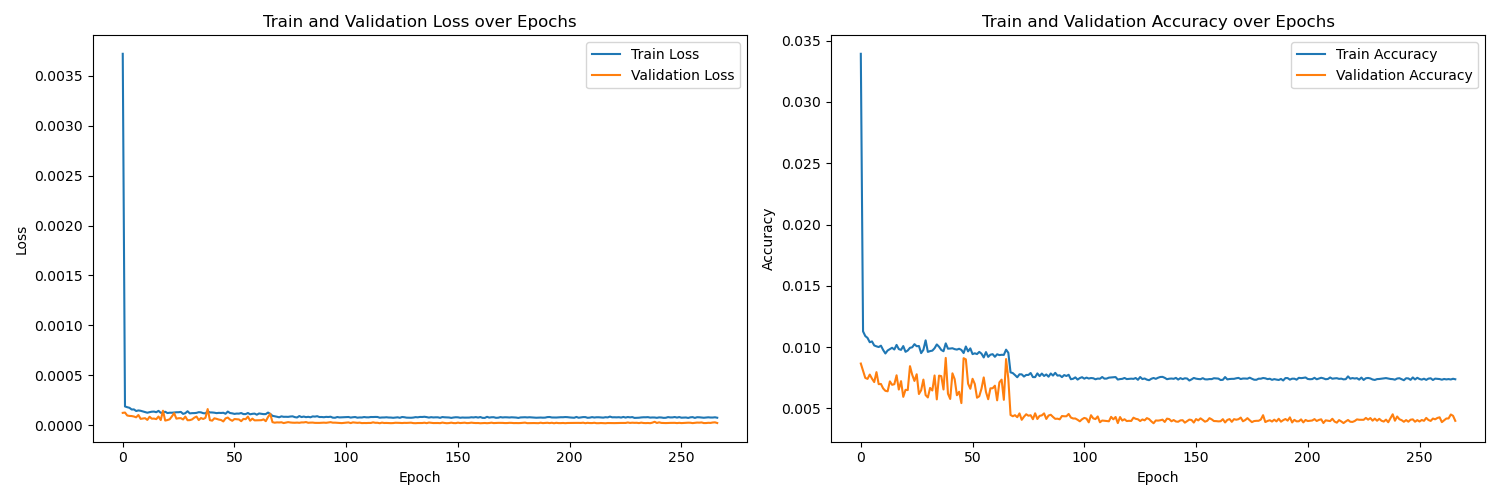 Train and Validation Loss over Epochs
Train Loss
Validation Loss
0.0035
0.0030
0.0025
0.0020
0.0015
0.0010
0.0005
0.0000
Loss
0
50
100
150
200
250
Epoch
Train and Validation Accuracy over Epochs
Train Accuracy
Validation Accuracy
0.035
0.030
0.025
0.020
0.015
0.010
0.005
Accuracy
0
50
100
150
200
250
Epoch